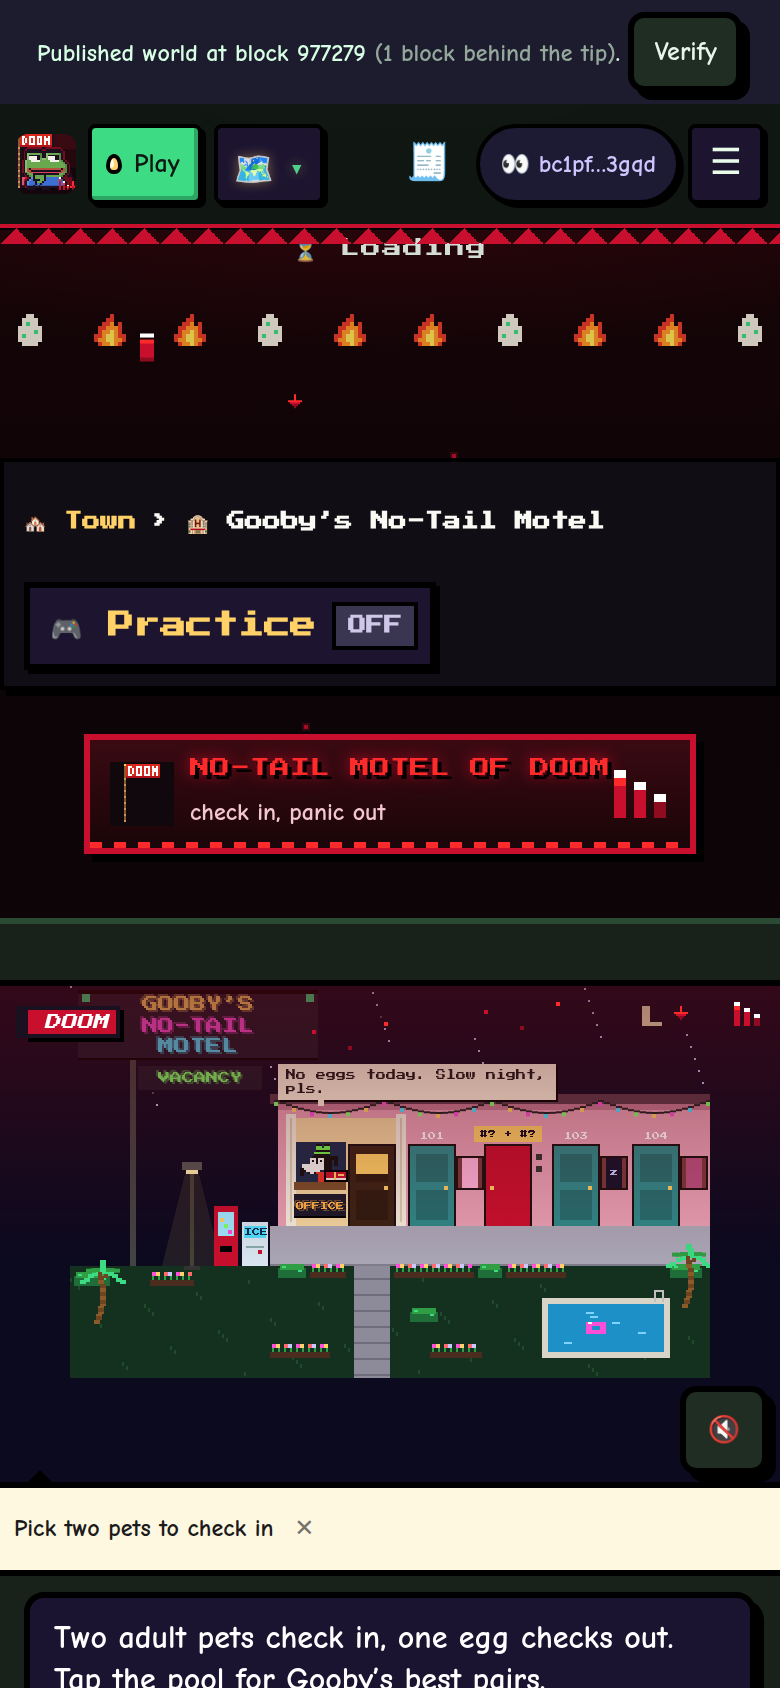 Published world at block 977279 (1 block behind the tip).
Verify
DOOM
Play
bc1pf...3gqd
Loading
Town › Gooby's No-Tail Motel
Practice OFF
DOOM
NO-TAIL MOTEL OF DOOM
check in, panic out
DOOM
GOOBY'S
NO-TAIL
MOTEL
VACANCY
No eggs today. Slow night,
pls.
101
#? + #?
103
104
OFFICE
ICE
Z
L
Pick two pets to check in ✕
Two adult pets check in, one egg checks out.
Tap the pool for Gooby's best pairs.